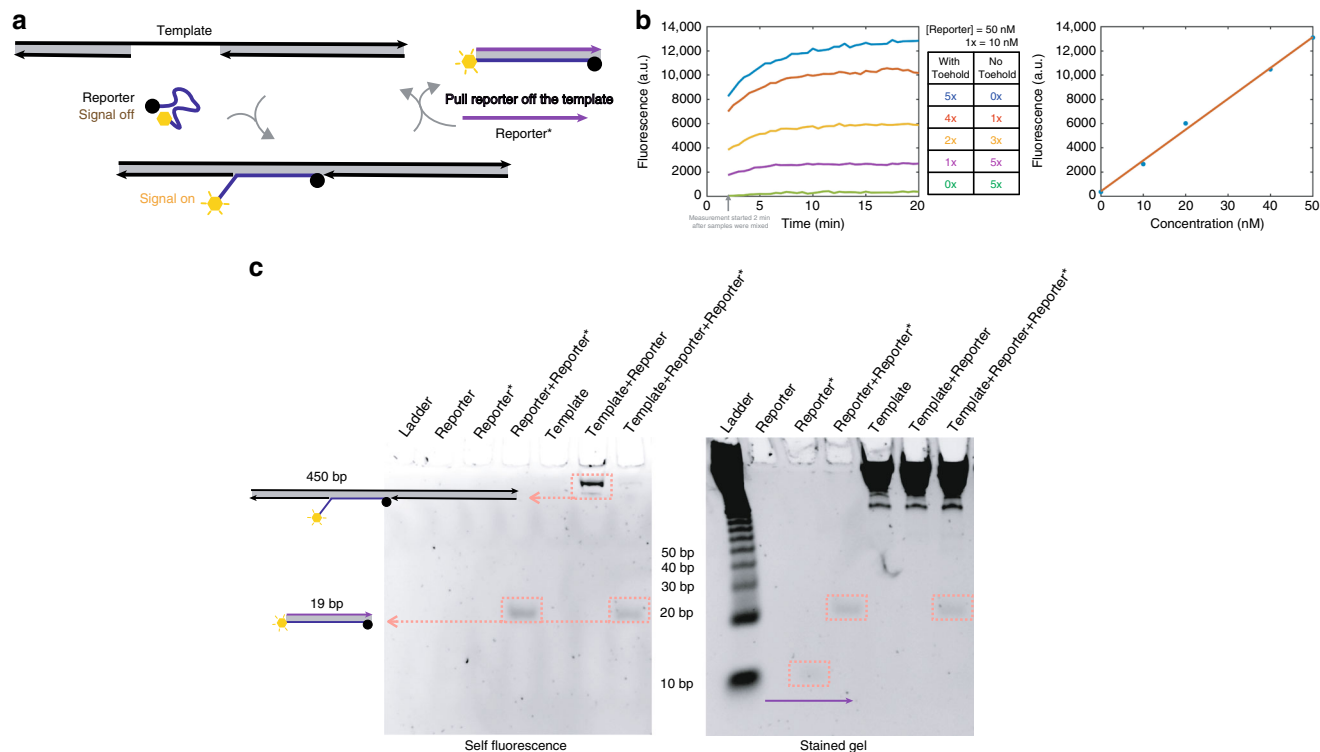 a
Template
Reporter
Signal off
Pull reporter off the template
Reporter*
Signal on
b
14,000
12,000
10,000
8000
6000
4000
2000
0
Fluorescence (a.u.)
0
5
10
15
20
Time (min)
Measurement started 2 min
after samples were mixed
[Reporter] = 50 nM
1x = 10 nM
With Toehold
No Toehold
5x 0x
4x 1x
2x 3x
1x 5x
0x 5x
14,000
12,000
10,000
8000
6000
4000
2000
0
Fluorescence (a.u.)
0
10
20
30
40
50
Concentration (nM)
c
Ladder
Reporter
Reporter*
Reporter+Reporter*
Template
Template+Reporter
Template+Reporter+Reporter*
450 bp
19 bp
Self fluorescence
50 bp
40 bp
30 bp
20 bp
10 bp
Ladder
Reporter
Reporter*
Reporter+Reporter*
Template
Template+Reporter
Template+Reporter+Reporter*
Stained gel